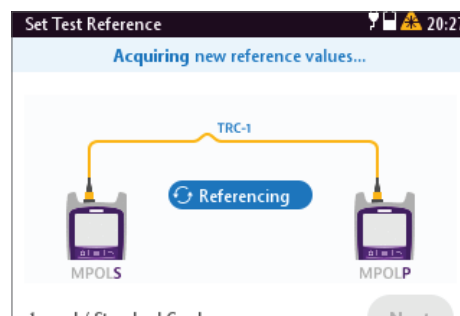 Set Test Reference 20:27
Acquiring new reference values...
TRC-1
Referencing
MPOLS
MPOLP